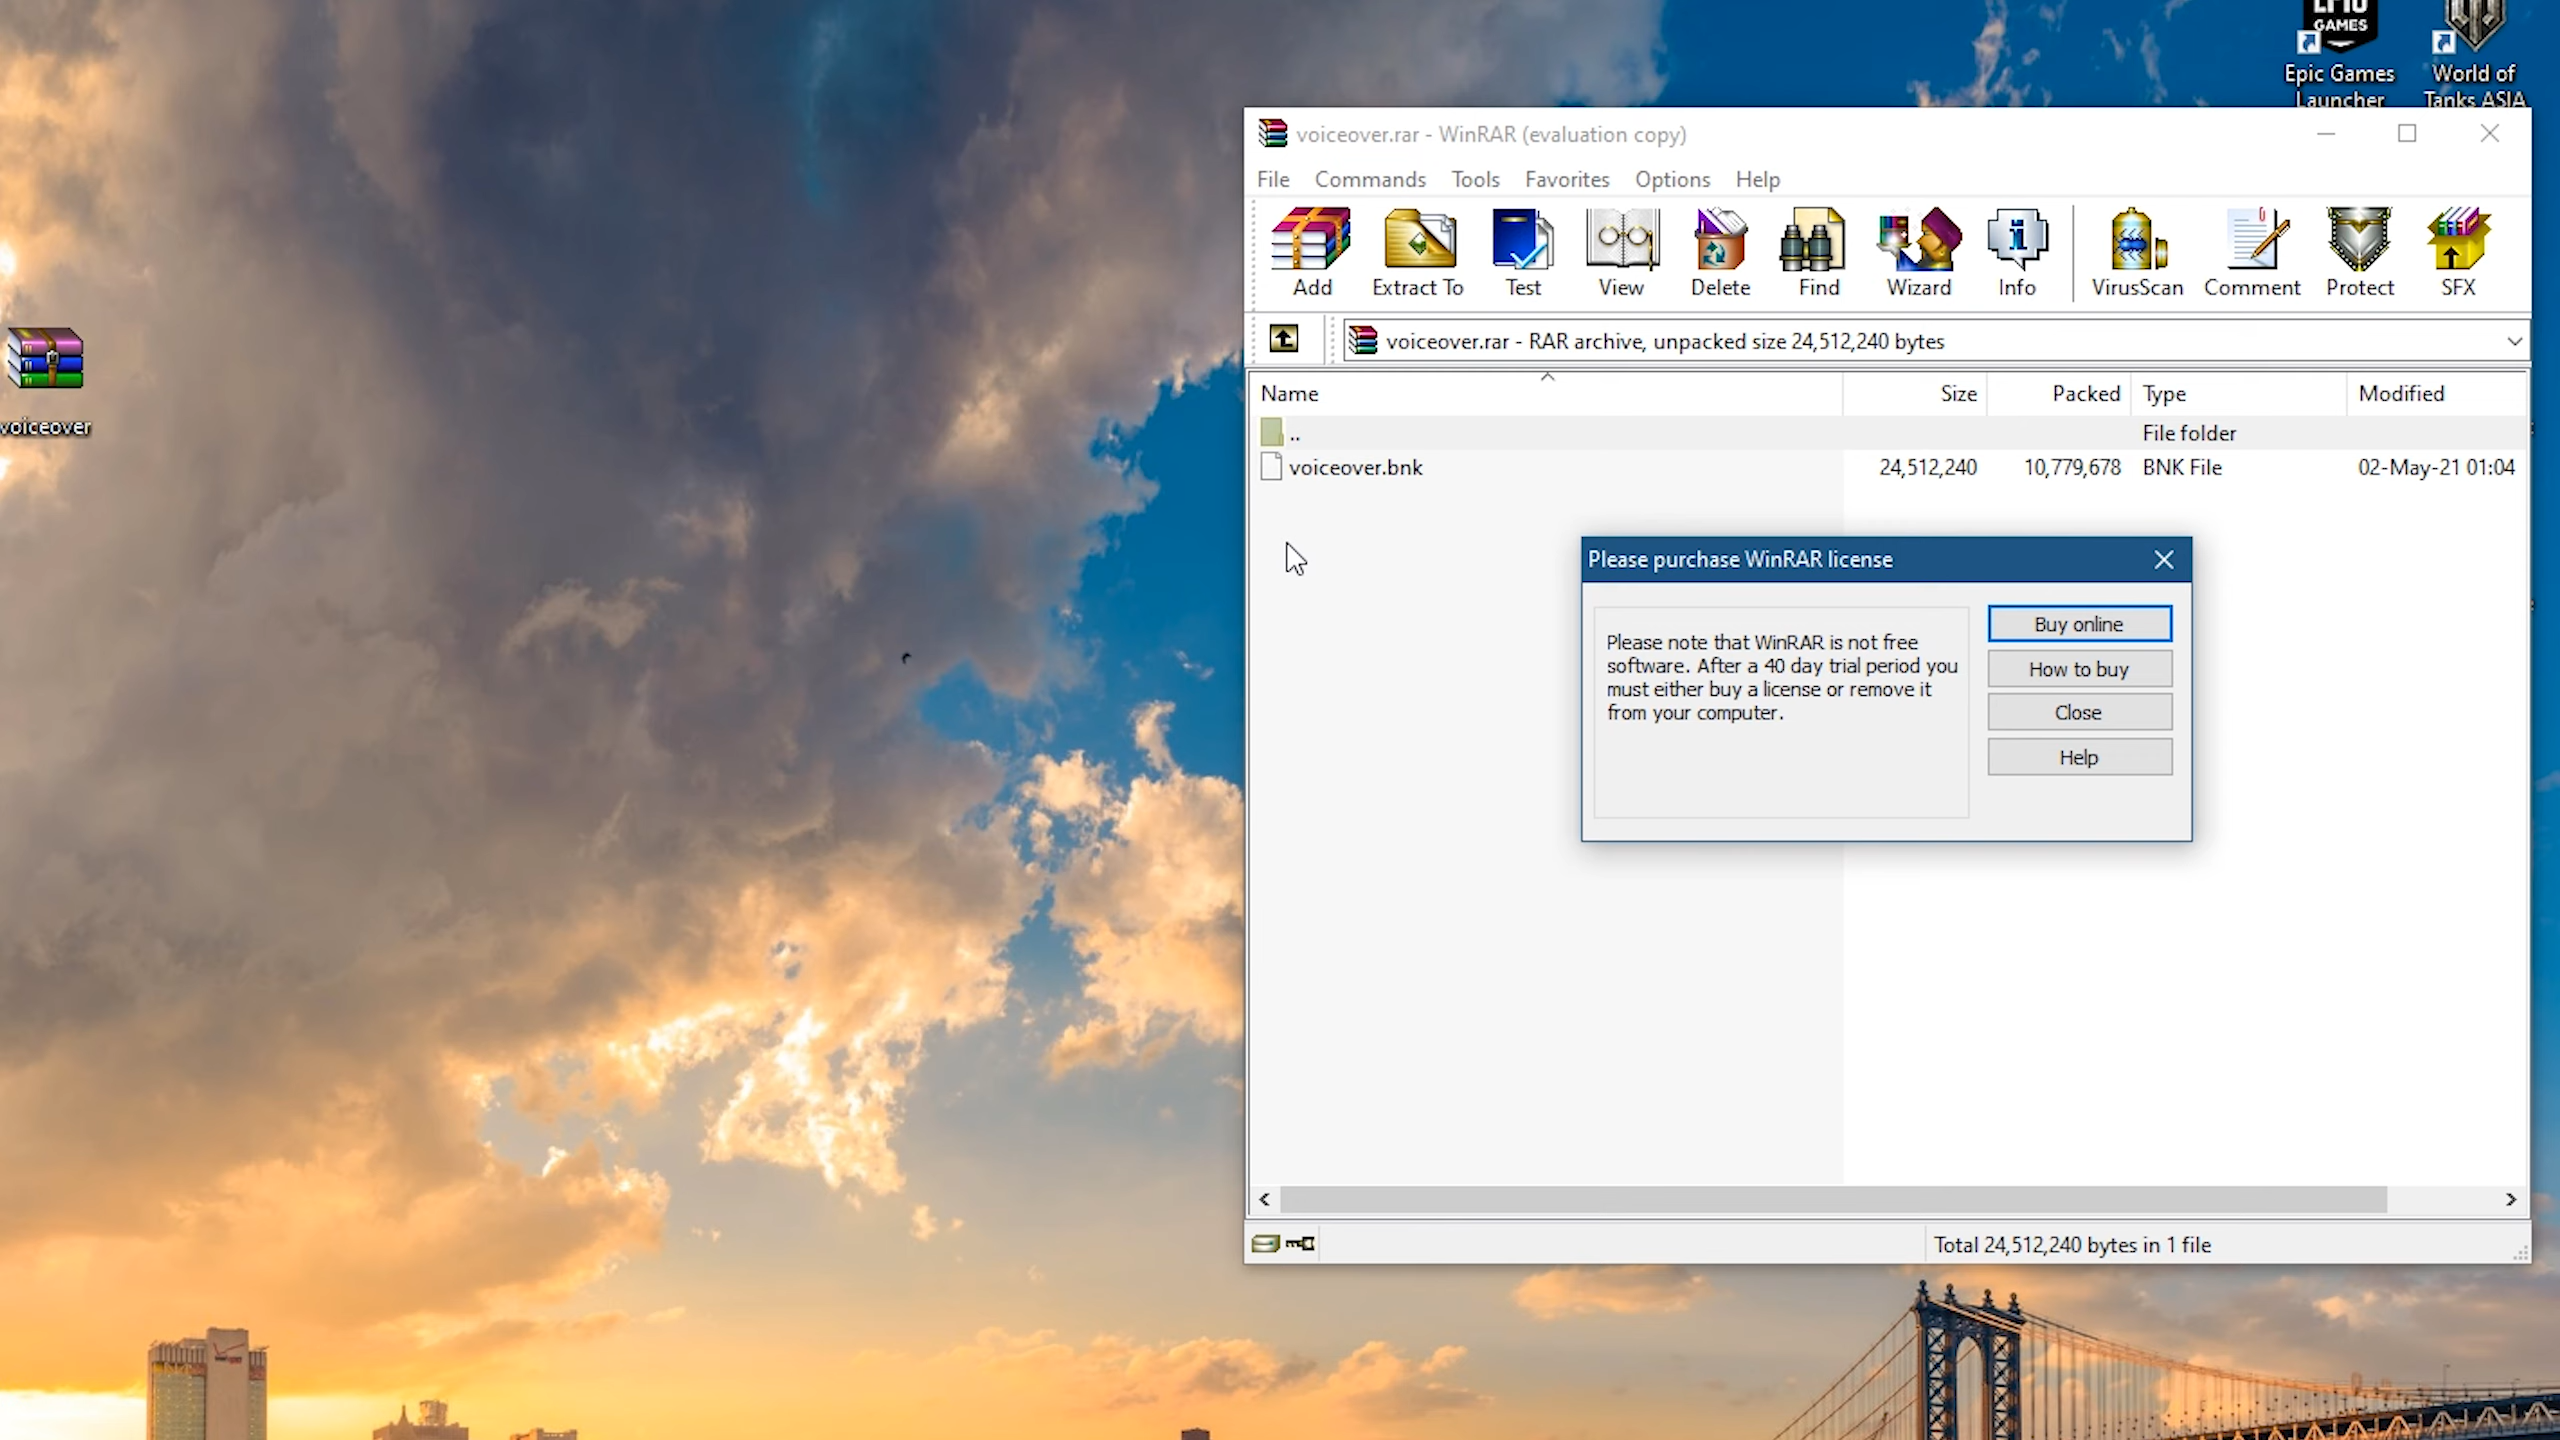 GAMES
Epic Games
Launcher
World of
Tanks ASIA
voiceover
voiceover.rar - WinRAR (evaluation copy)
File Commands Tools Favorites Options Help
Add Extract To Test View Delete Find Wizard Info VirusScan Comment Protect SFX
voiceover.rar - RAR archive, unpacked size 24,512,240 bytes
Name Size Packed Type Modified
.. File folder
voiceover.bnk 24,512,240 10,779,678 BNK File 02-May-21 01:04
Please purchase WinRAR license
Please note that WinRAR is not free
software. After a 40 day trial period you
must either buy a license or remove it
from your computer.
Buy online
How to buy
Close
Help
Total 24,512,240 bytes in 1 file